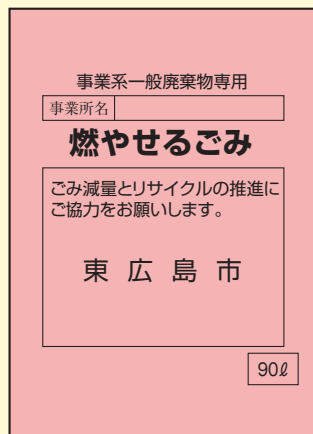 事業系一般廃棄物専用
事業所名
燃やせるごみ
ごみ減量とリサイクルの推進に
ご協力をお願いします。
東広島市
90ℓ